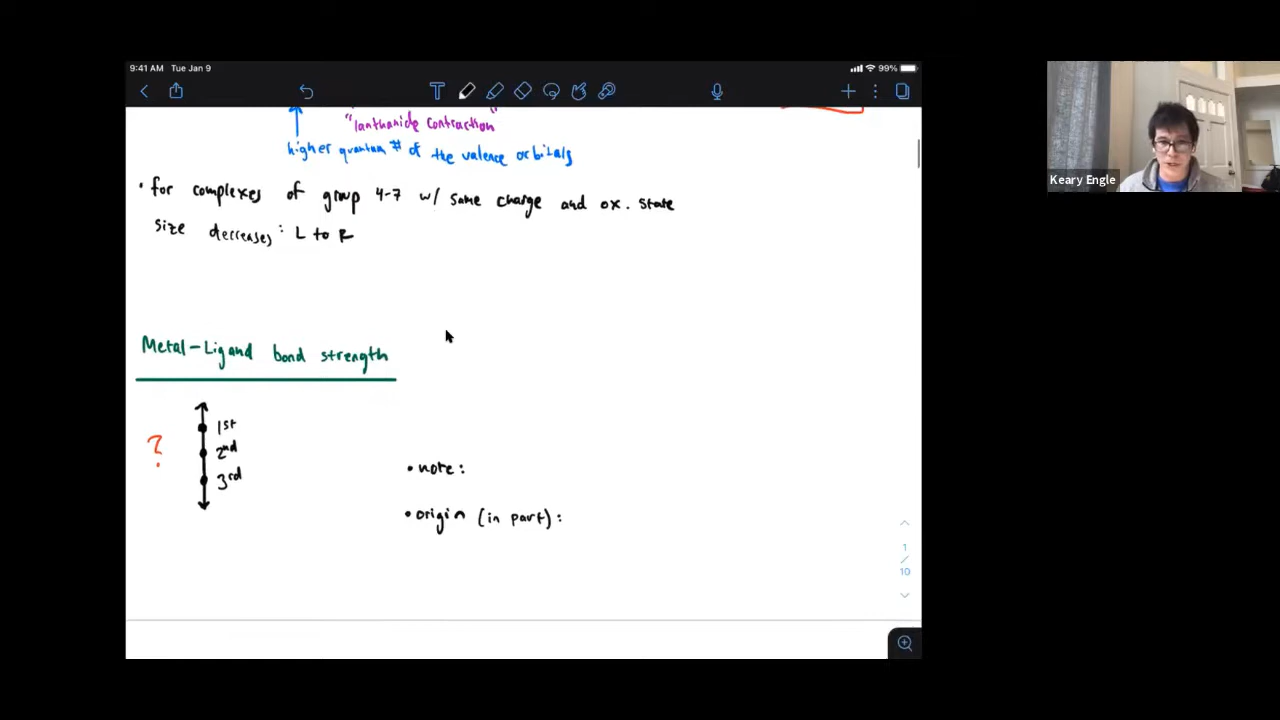 9:41 AM Tue Jan 9
99%
"lanthanide contraction"
higher quantum # of the valence orbitals
• for complexes of group 4-7 w/ same charge and ox. state
size decreases: L to R
Metal-Ligand bond strength
?
1st
2nd
3rd
• note:
• origin (in part):
1
/
10
Keary Engle